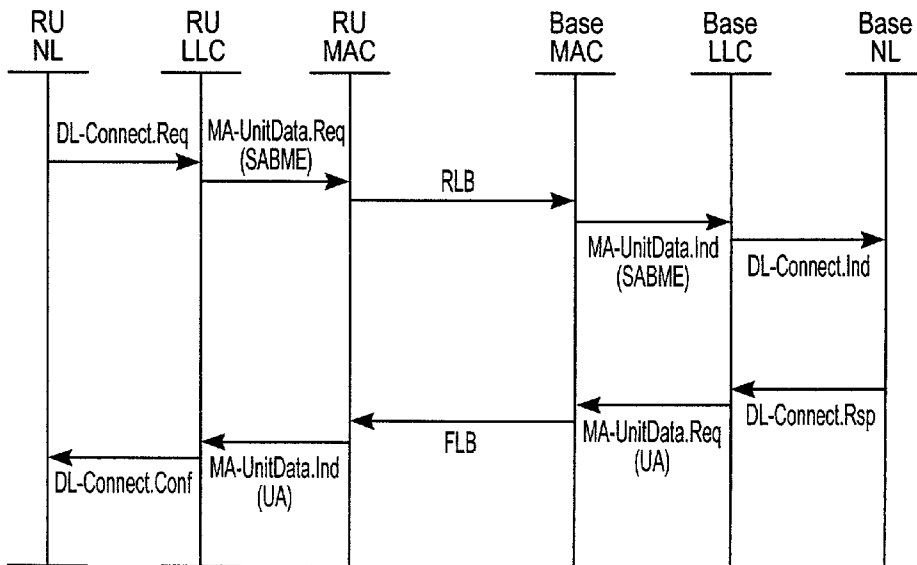 RU
NL
RU
LLC
RU
MAC
Base
MAC
Base
LLC
Base
NL
DL-Connect.Req
MA-UnitData.Req
(SABME)
RLB
MA-UnitData.Ind
(SABME)
DL-Connect.Ind
DL-Connect.Rsp
MA-UnitData.Req
(UA)
FLB
MA-UnitData.Ind
(UA)
DL-Connect.Conf